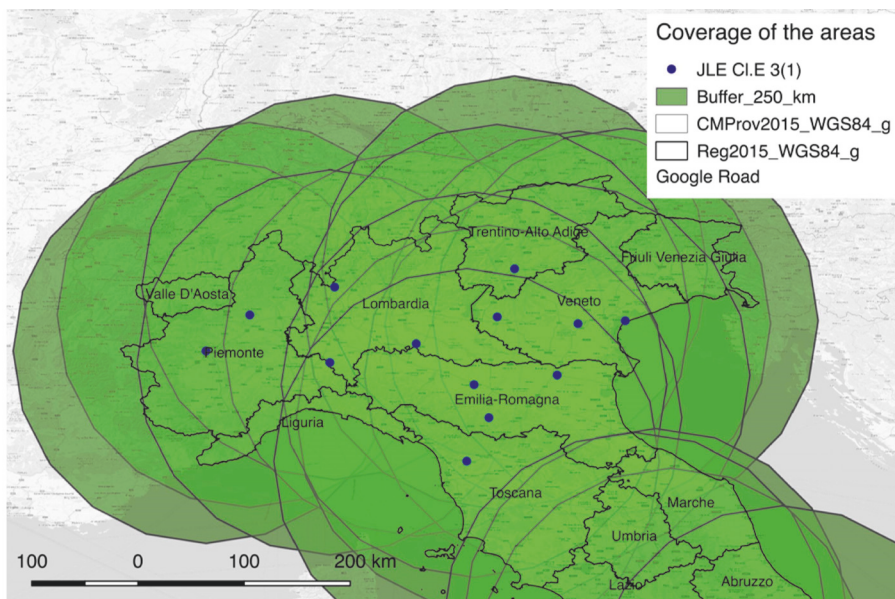 Coverage of the areas
JLE Cl.E 3(1)
Buffer_250_km
CMProv2015_WGS84_g
Reg2015_WGS84_g
Google Road
Trentino-Alto Adige
Friuli Venezia Giulia
Valle D'Aosta
Lombardia
Veneto
Piemonte
Emilia-Romagna
Liguria
Toscana
Marche
Umbria
Lazio
Abruzzo
100 0 100 200 km